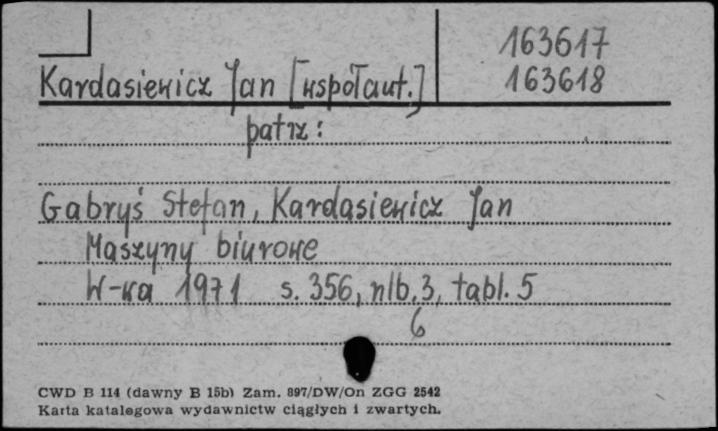 163617
Kardasiewicz Jan [współaut.] 163618
patrz:
Gabryś Stefan, Kardasiewicz Jan
Maszyny biurowe
W-wa 1971 s. 356, nlb. 3, tabl. 5
6
CWD B 114 (dawny B 15b) Zam. 897/DW/On ZGG 2542
Karta katalogowa wydawnictw ciągłych i zwartych.